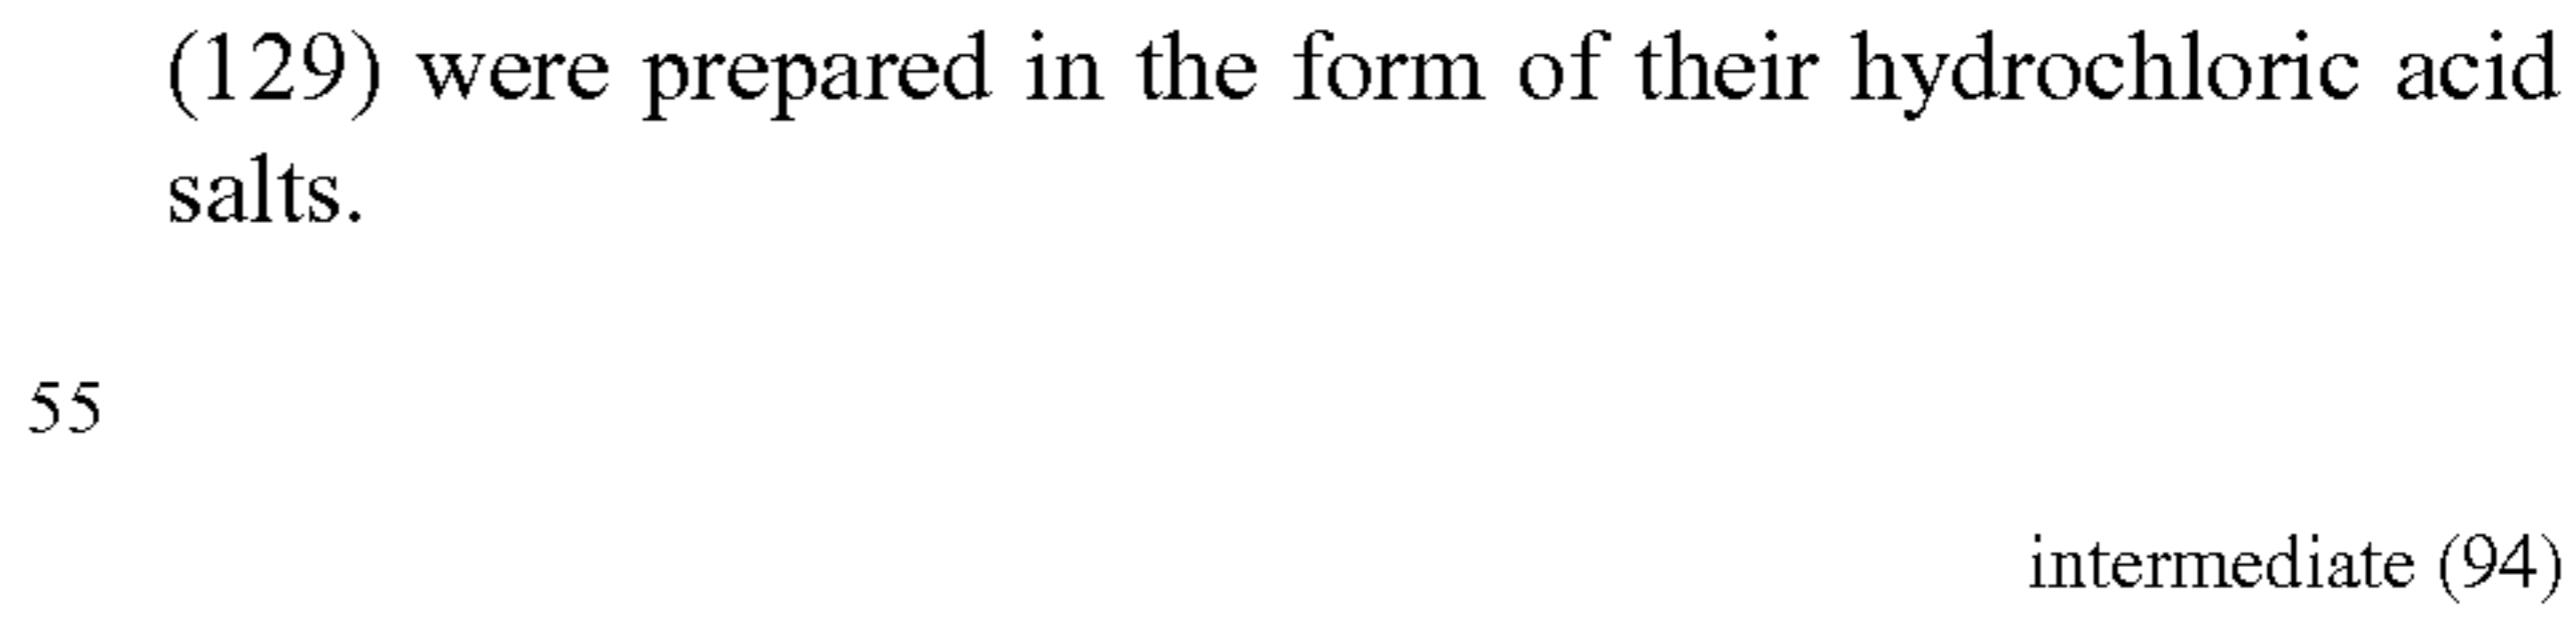 (129) were prepared in the form of their hydrochloric acid
salts.
55
intermediate (94)